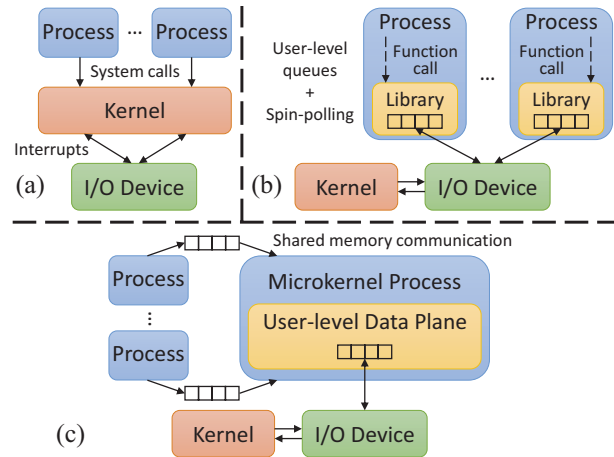 Process ... Process
System calls
Kernel
Interrupts
(a)
I/O Device
User-level
queues
+
Spin-polling
Process
Function
call
Library
...
Process
Function
call
Library
(b)
Kernel
I/O Device
Shared memory communication
Process
...
Process
Microkernel Process
User-level Data Plane
(c)
Kernel
I/O Device